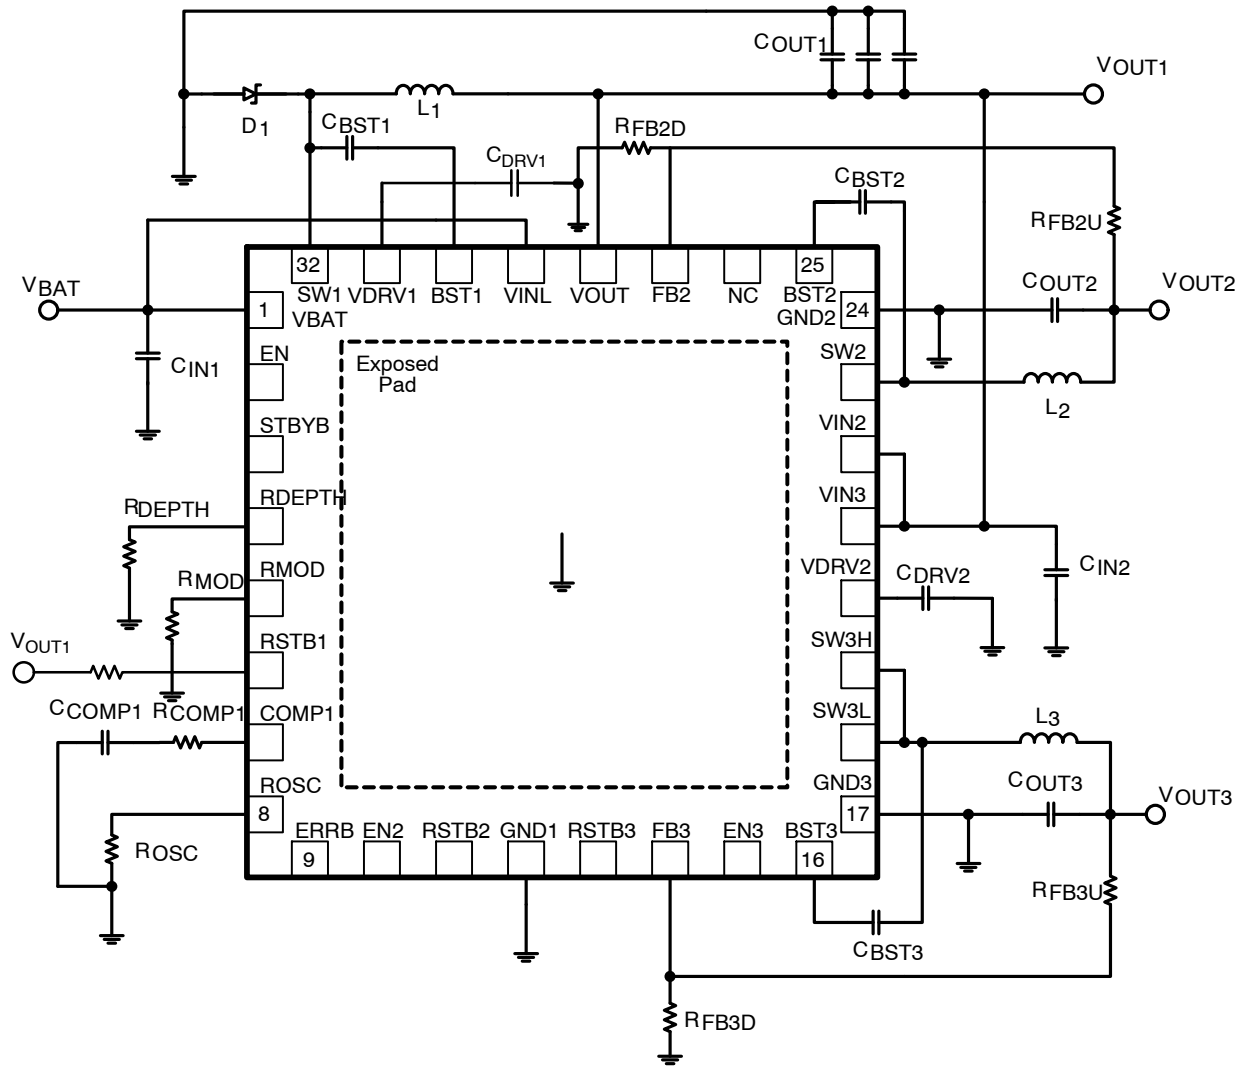 COUT1
VOUT1
D1
L1
CBST1
RFB2D
CDRV1
CBST2
RFB2U
VBAT
32
25
SW1
VDRV1
BST1
VINL
VOUT
FB2
NC
BST2
COUT2
VOUT2
1
VBAT
GND2
24
CIN1
EN
Exposed
Pad
SW2
L2
STBYB
VIN2
RDEPTH
RDEPTH
VIN3
RMOD
RMOD
VDRV2
CDRV2
CIN2
VOUT1
RSTB1
SW3H
CCOMP1
RCOMP1
COMP1
SW3L
L3
ROSC
GND3
COUT3
VOUT3
8
17
ROSC
ERRB
EN2
RSTB2
GND1
RSTB3
FB3
EN3
BST3
9
16
RFB3U
CBST3
RFB3D